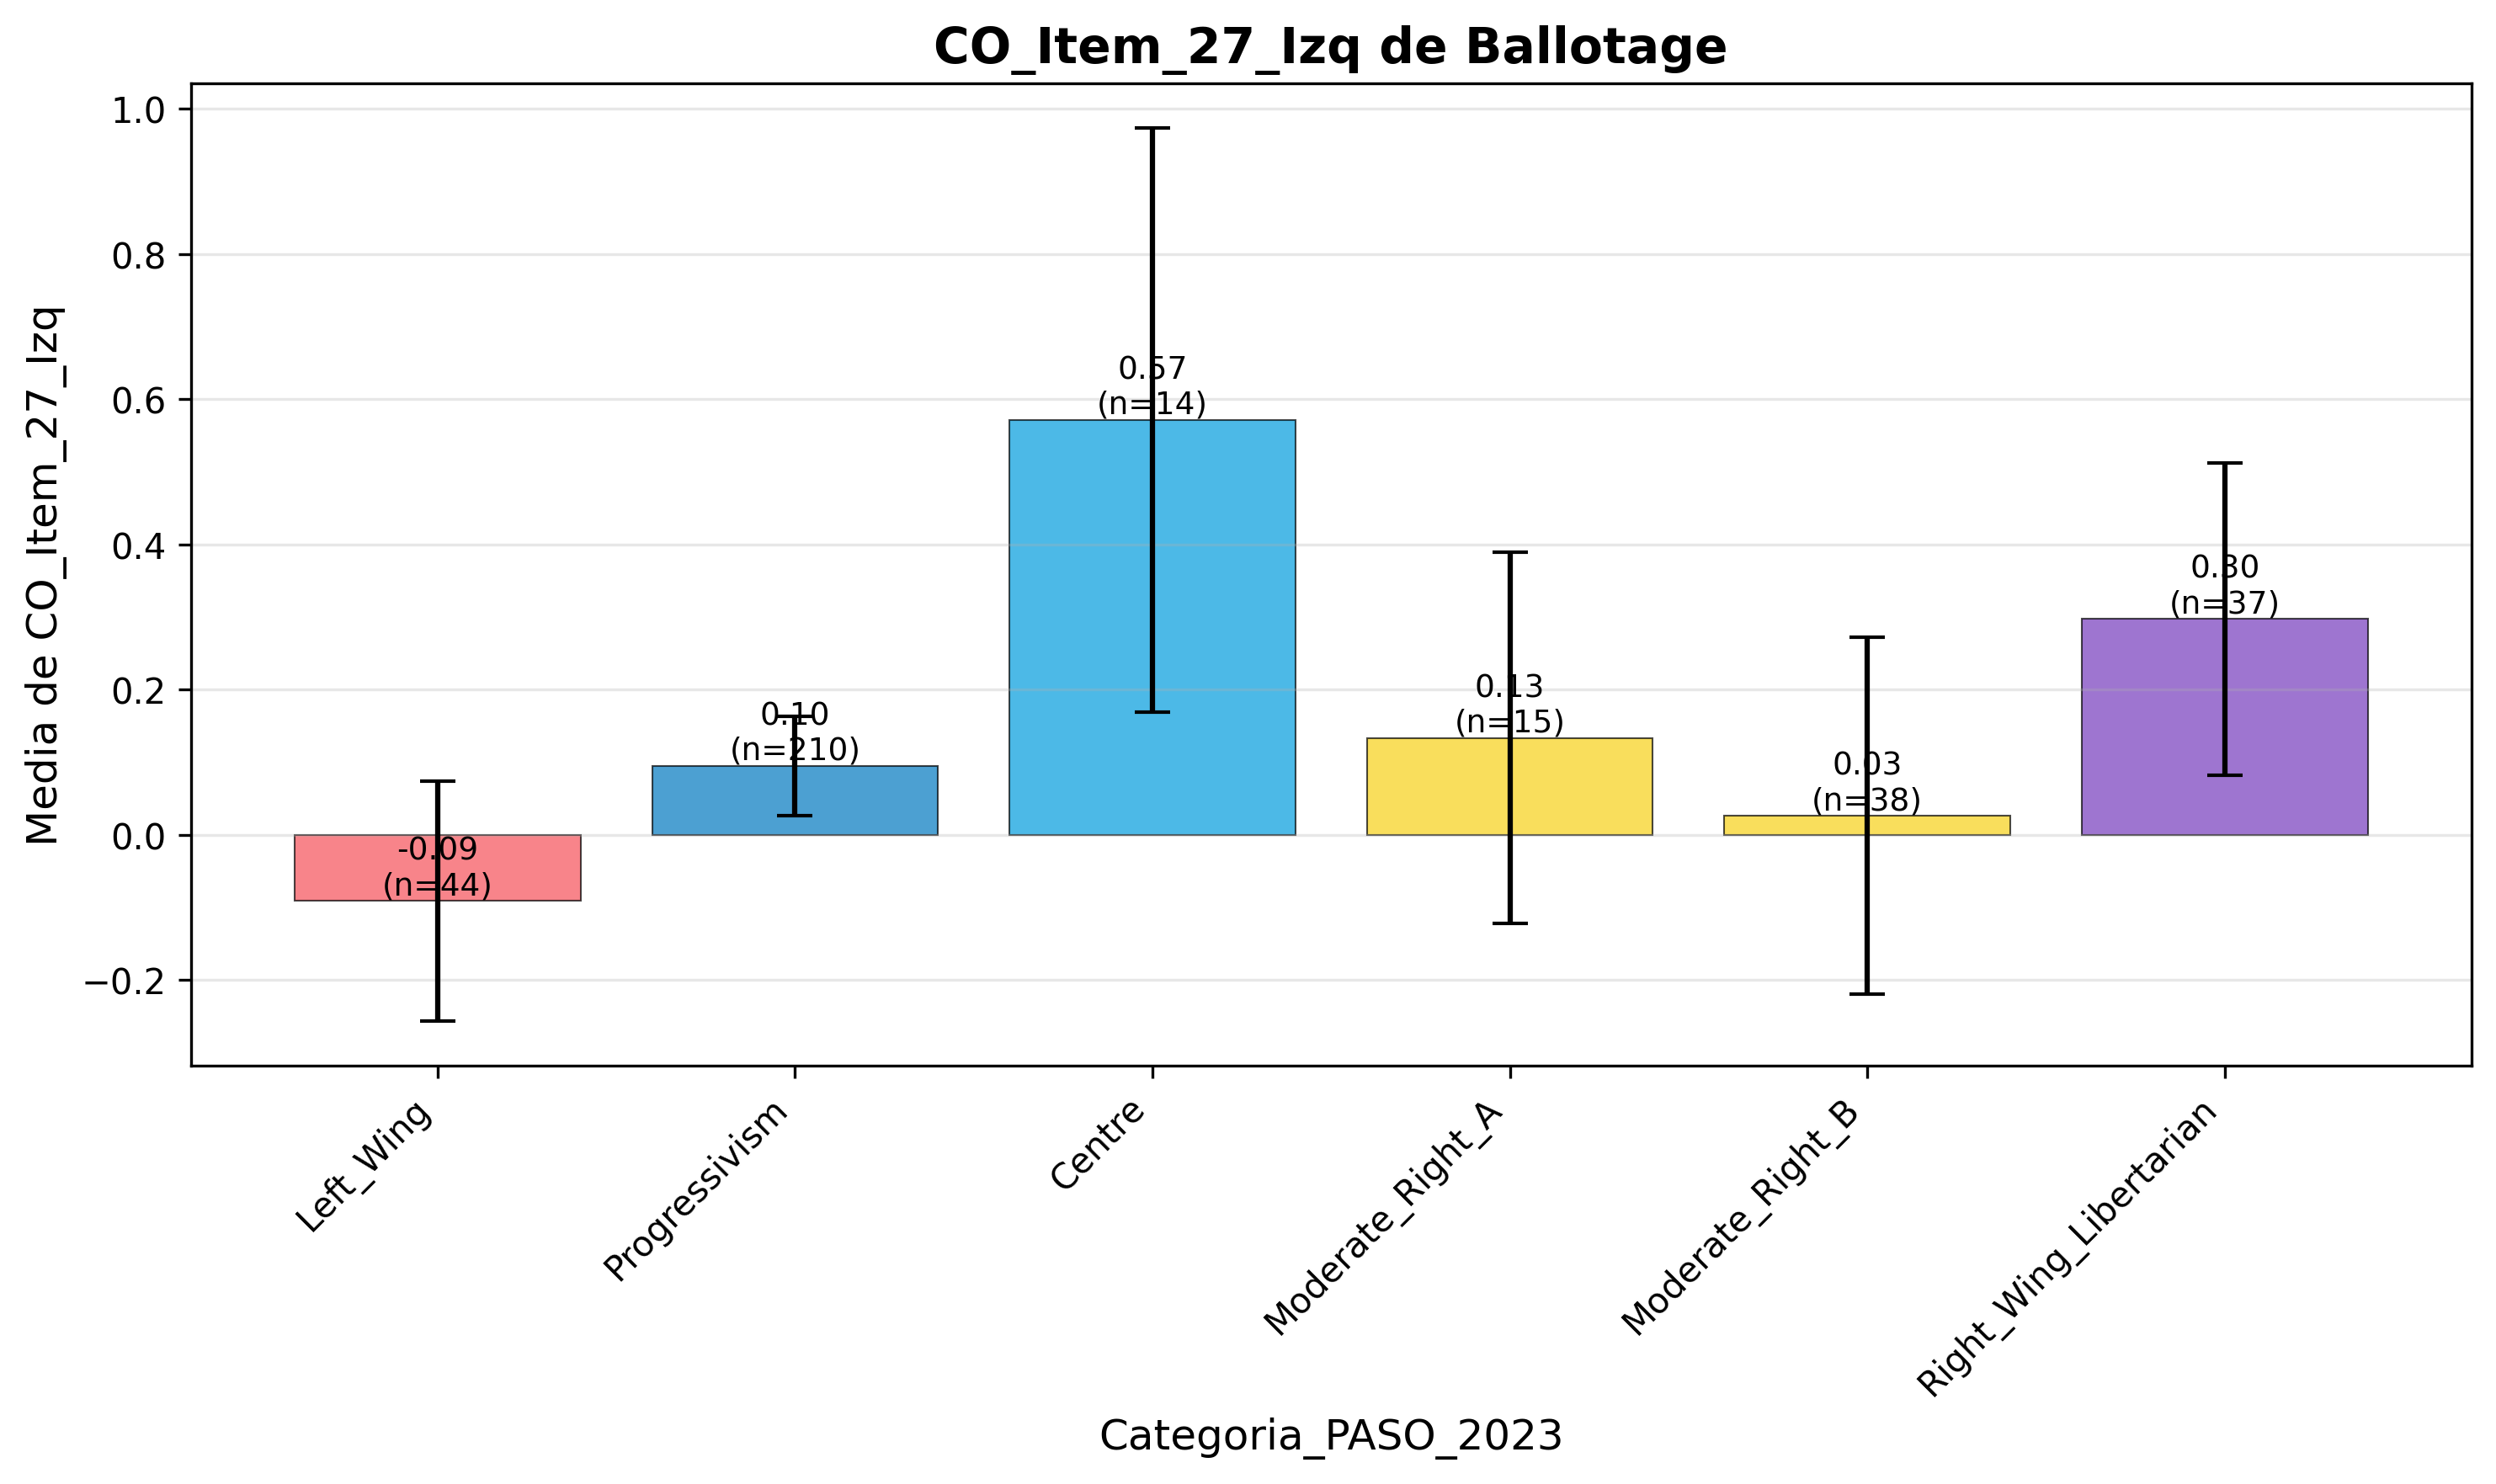 CO_Item_27_Izq de Ballotage
Media de CO_Item_27_Izq
1.0
0.8
0.6
0.4
0.2
0.0
−0.2
-0.09
(n=44)
0.10
(n=210)
0.57
(n=14)
0.13
(n=15)
0.03
(n=38)
0.30
(n=37)
Left_Wing
Progressivism
Centre
Moderate_Right_A
Moderate_Right_B
Right_Wing_Libertarian
Categoria_PASO_2023